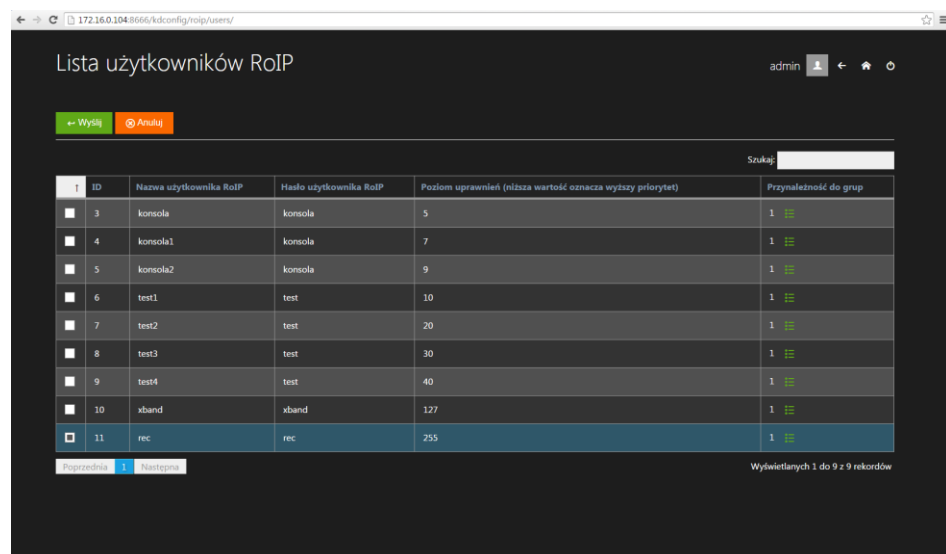 172.16.0.104:8666/kdconfig/roip/users/
Lista użytkowników RoIP
admin
Wyślij Anuluj
Szukaj:
ID Nazwa użytkownika RoIP Hasło użytkownika RoIP Poziom uprawnień (niższa wartość oznacza wyższy priorytet) Przynależność do grup
3 konsola konsola 5 1
4 konsola1 konsola 7 1
5 konsola2 konsola 9 1
6 test1 test 10 1
7 test2 test 20 1
8 test3 test 30 1
9 test4 test 40 1
10 xband xband 127 1
11 rec rec 255 1
Poprzednia 1 Następna Wyświetlanych 1 do 9 z 9 rekordów